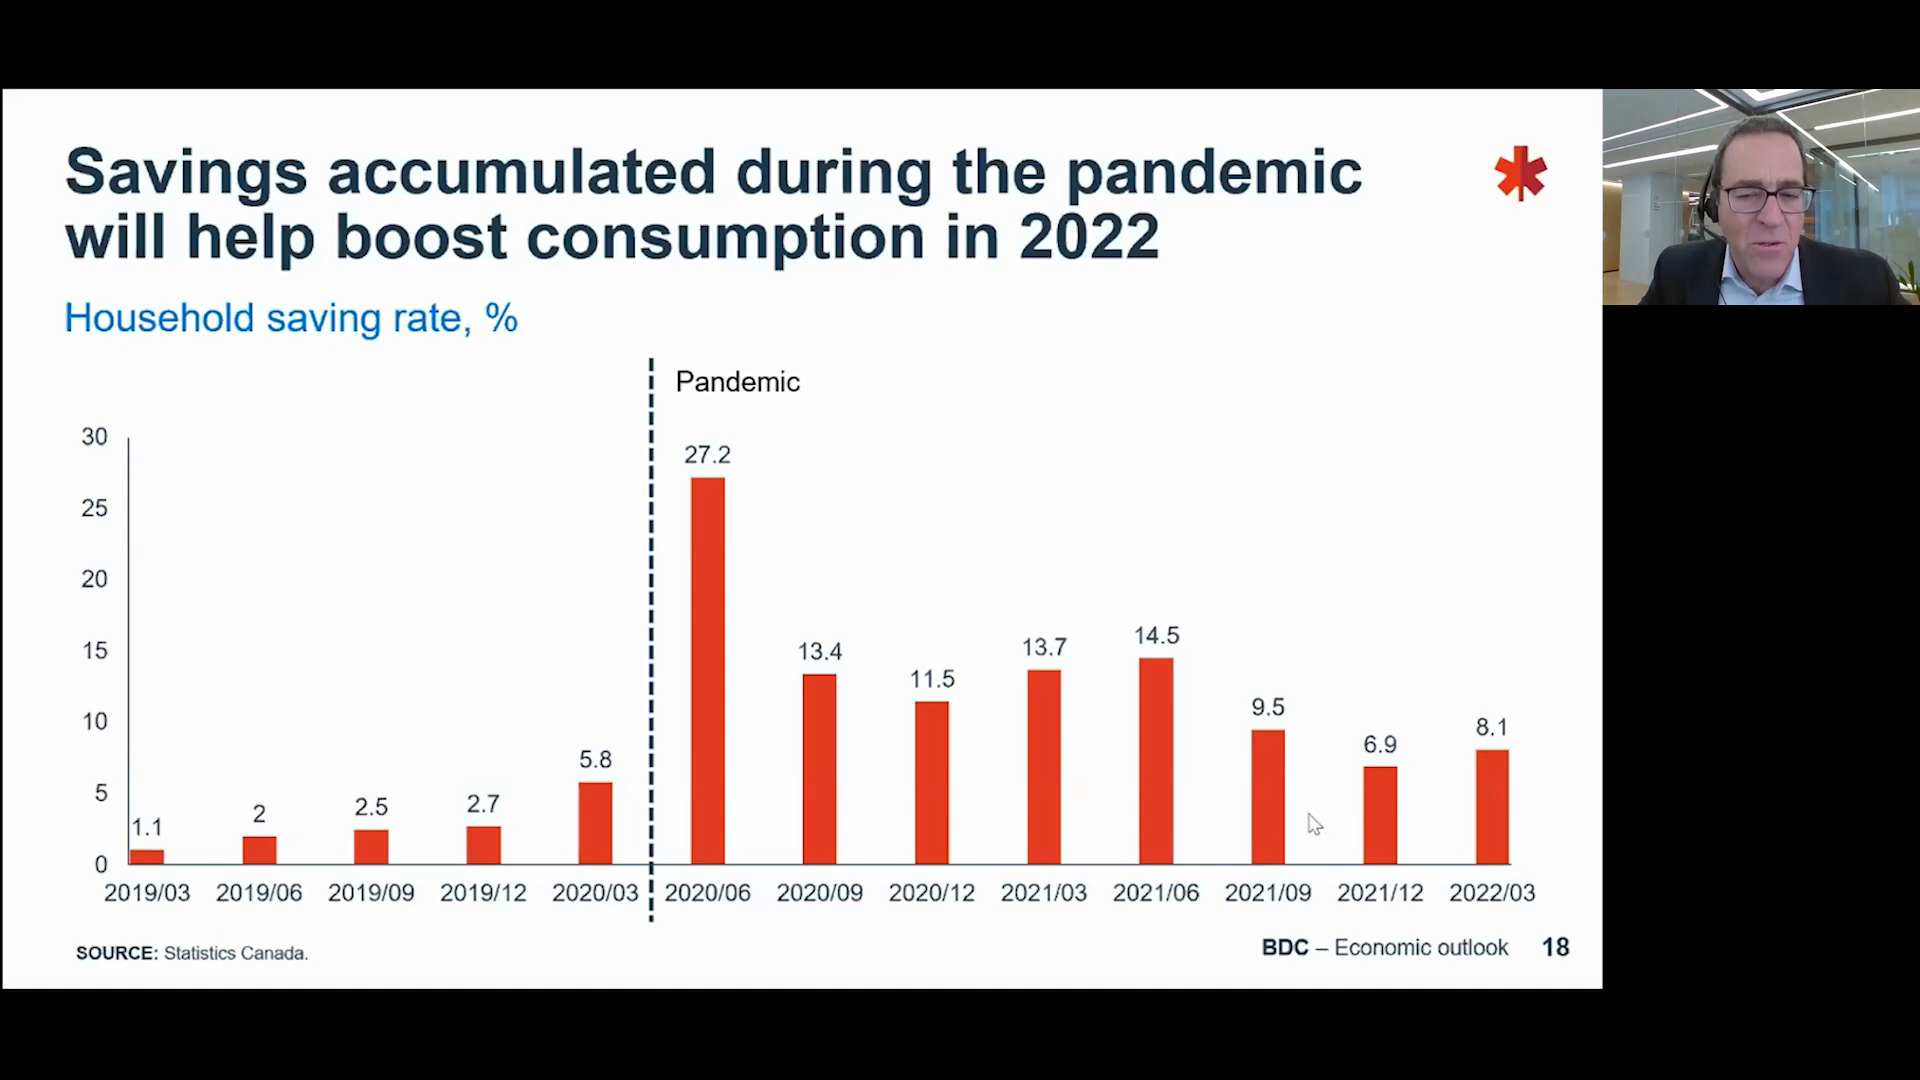 Savings accumulated during the pandemic
will help boost consumption in 2022
Household saving rate, %
Pandemic
30
25
20
15
10
5
0
1.1
2
2.5
2.7
5.8
27.2
13.4
11.5
13.7
14.5
9.5
6.9
8.1
2019/03 2019/06 2019/09 2019/12 2020/03 2020/06 2020/09 2020/12 2021/03 2021/06 2021/09 2021/12 2022/03
SOURCE: Statistics Canada.
BDC – Economic outlook 18